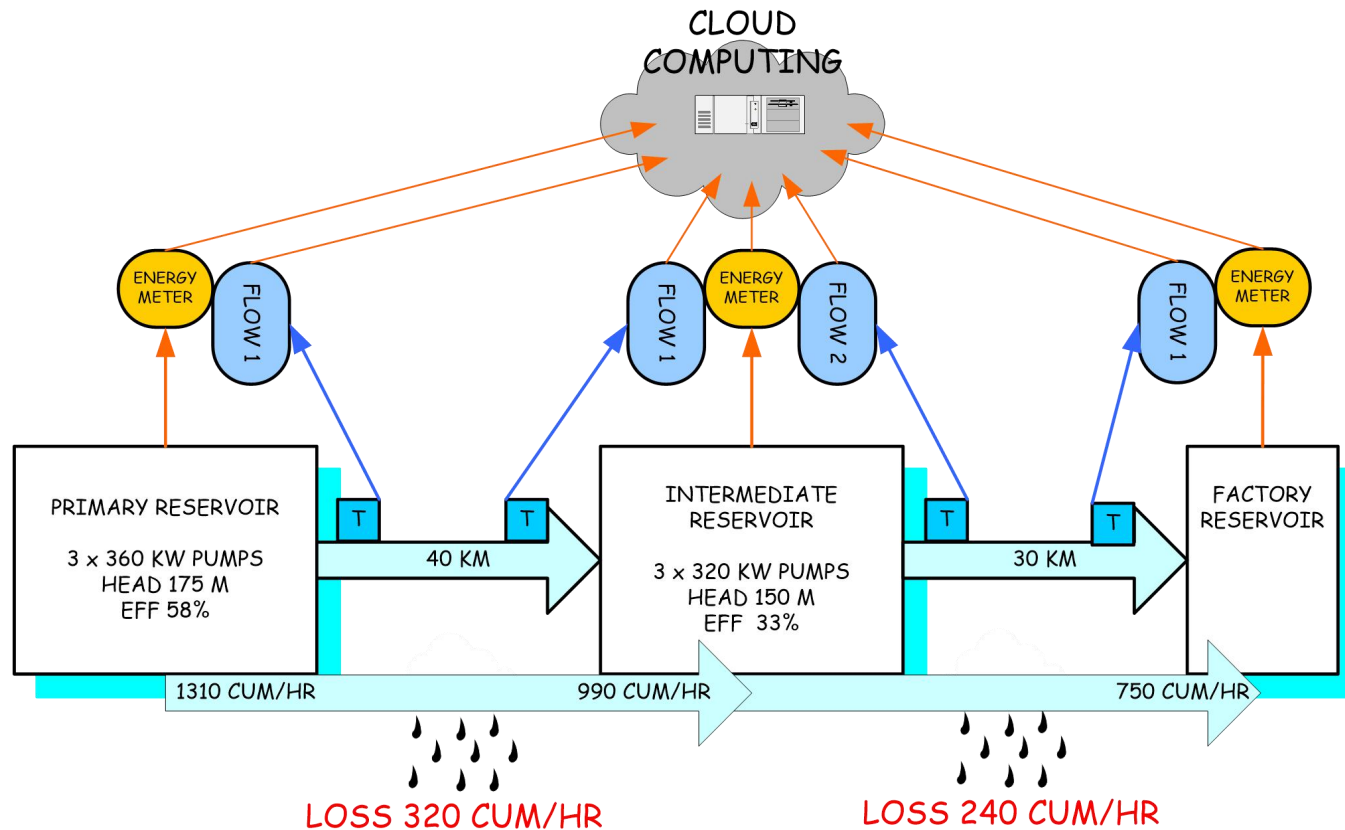 CLOUD
COMPUTING
ENERGY
METER
FLOW 1
FLOW 1
ENERGY
METER
FLOW 2
FLOW 1
ENERGY
METER
PRIMARY RESERVOIR
3 x 360 KW PUMPS
HEAD 175 M
EFF 58%
T
T
40 KM
INTERMEDIATE
RESERVOIR
3 x 320 KW PUMPS
HEAD 150 M
EFF 33%
T
T
30 KM
FACTORY
RESERVOIR
1310 CUM/HR
990 CUM/HR
750 CUM/HR
LOSS 320 CUM/HR
LOSS 240 CUM/HR